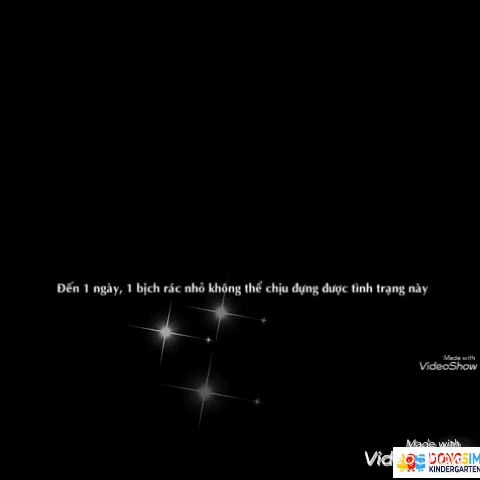 Đến 1 ngày, 1 bịch rác nhỏ không thể chịu đựng được tình trạng này
Made with
VideoShow
Made with
DONGSIM
KINDERGARTEN